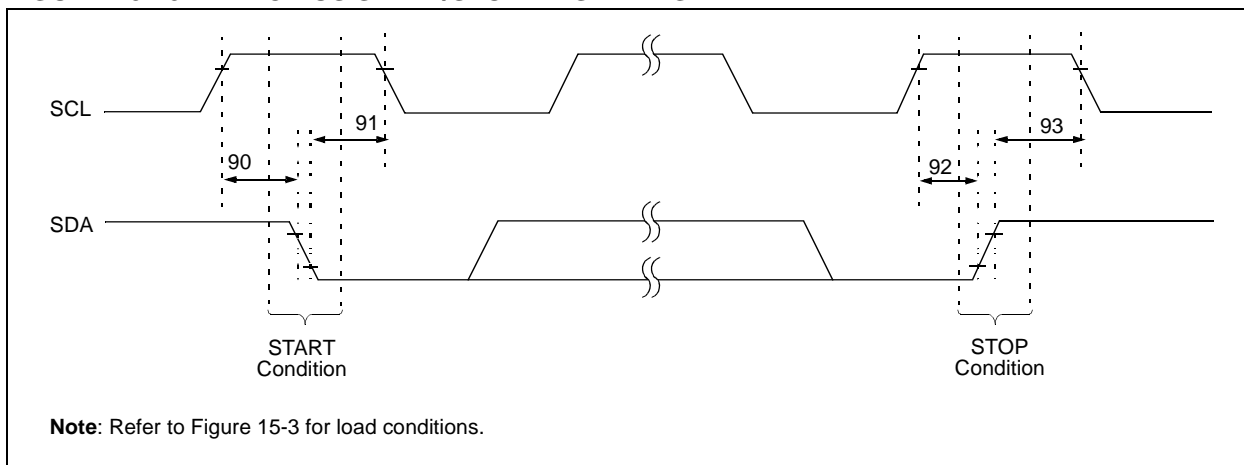 SCL
91
93
90
92
SDA
START
Condition
STOP
Condition
Note: Refer to Figure 15-3 for load conditions.